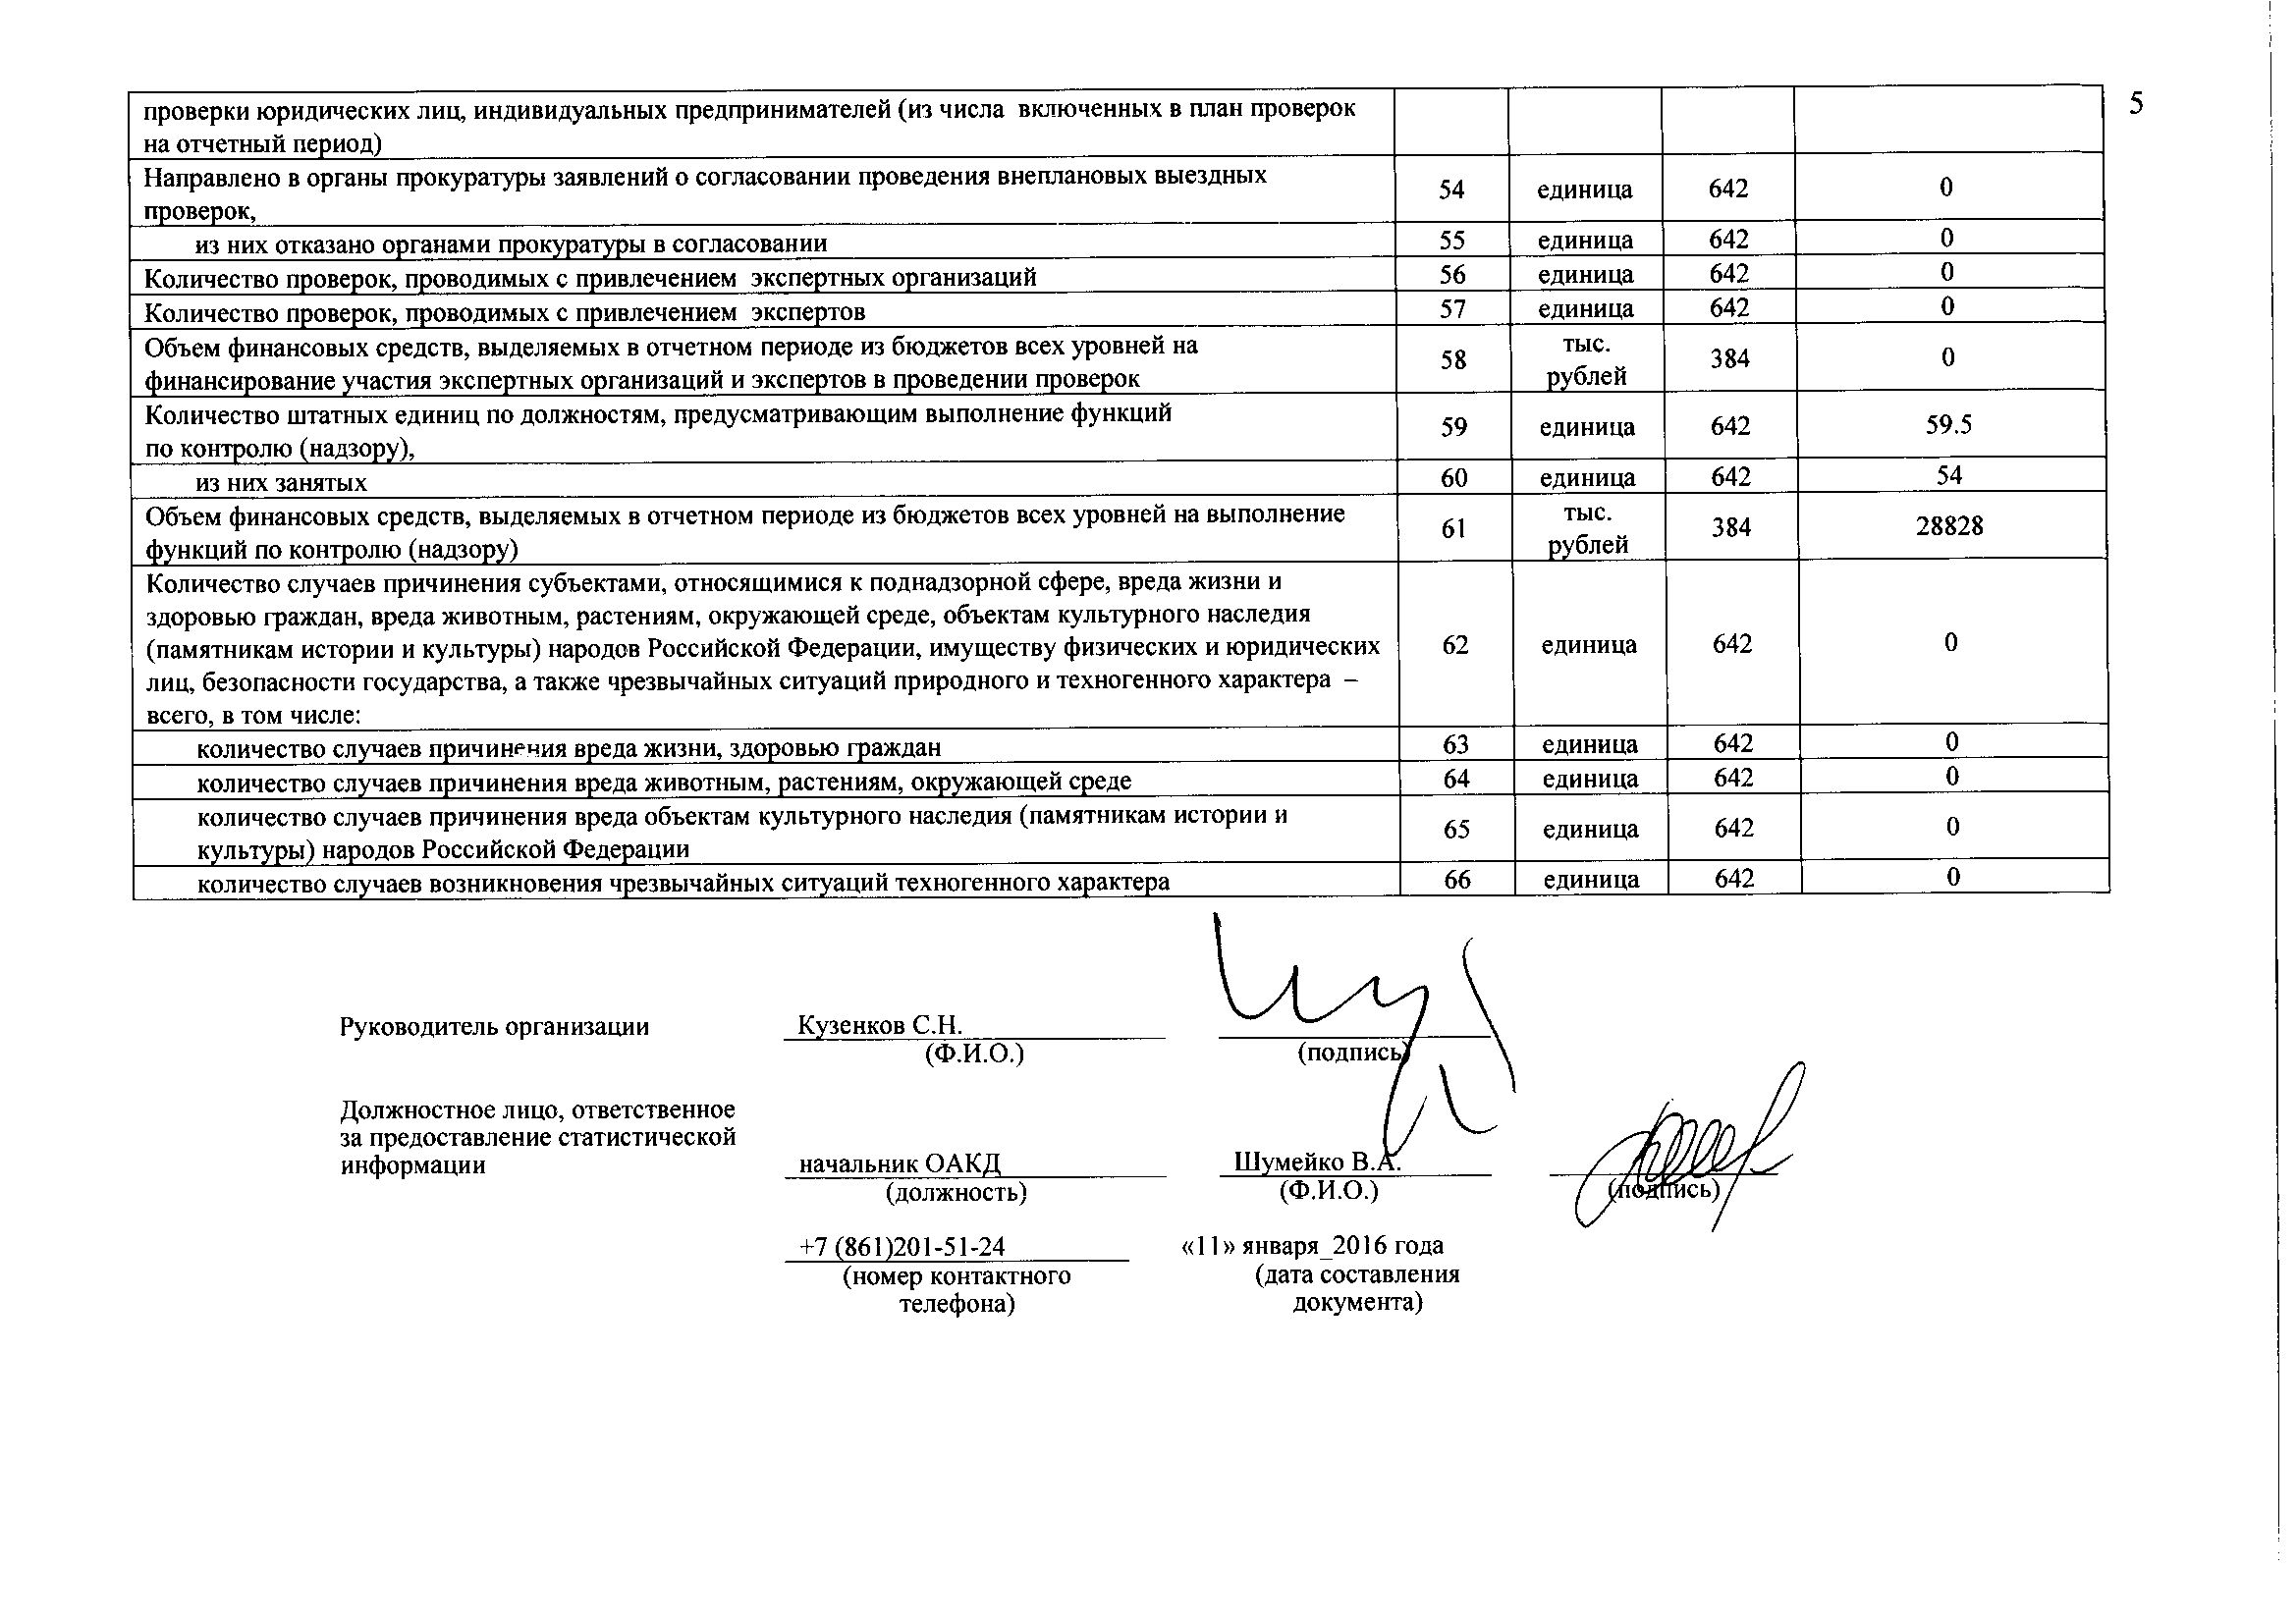 5
проверки юридических лиц, индивидуальных предпринимателей (из числа включенных в план проверок
на отчетный период)
Направлено в органы прокуратуры заявлений о согласовании проведения внеплановых выездных
проверок, 54 единица 642 0
из них отказано органами прокуратуры в согласовании 55 единица 642 0
Количество проверок, проводимых с привлечением экспертных организаций 56 единица 642 0
Количество проверок, проводимых с привлечением экспертов 57 единица 642 0
Объем финансовых средств, выделяемых в отчетном периоде из бюджетов всех уровней на
финансирование участия экспертных организаций и экспертов в проведении проверок 58 тыс.
рублей 384 0
Количество штатных единиц по должностям, предусматривающим выполнение функций
по контролю (надзору), 59 единица 642 59.5
из них занятых 60 единица 642 54
Объем финансовых средств, выделяемых в отчетном периоде из бюджетов всех уровней на выполнение
функций по контролю (надзору) 61 тыс.
рублей 384 28828
Количество случаев причинения субъектами, относящимися к поднадзорной сфере, вреда жизни и
здоровью граждан, вреда животным, растениям, окружающей среде, объектам культурного наследия
(памятникам истории и культуры) народов Российской Федерации, имуществу физических и юридических
лиц, безопасности государства, а также чрезвычайных ситуаций природного и техногенного характера –
всего, в том числе: 62 единица 642 0
количество случаев причинения вреда жизни, здоровью граждан 63 единица 642 0
количество случаев причинения вреда животным, растениям, окружающей среде 64 единица 642 0
количество случаев причинения вреда объектам культурного наследия (памятникам истории и
культуры) народов Российской Федерации 65 единица 642 0
количество случаев возникновения чрезвычайных ситуаций техногенного характера 66 единица 642 0
Руководитель организации Кузенков С.Н.
(Ф.И.О.) (подпись)
Должностное лицо, ответственное
за предоставление статистической
информации начальник ОАКД Шумейко В.А.
(должность) (Ф.И.О.) (подпись)
+7 (861)201-51-24 «11» января_2016 года
(номер контактного (дата составления
телефона) документа)